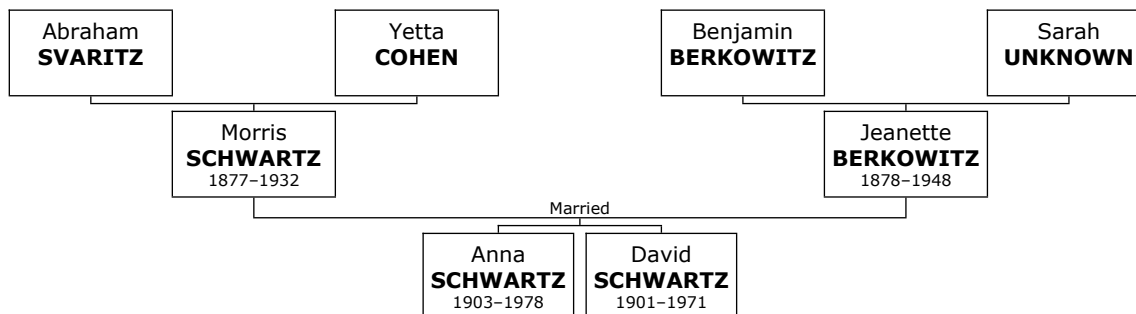 Abraham
SVARITZ
Yetta
COHEN
Benjamin
BERKOWITZ
Sarah
UNKNOWN
Morris
SCHWARTZ
1877–1932
Jeanette
BERKOWITZ
1878–1948
Married
Anna
SCHWARTZ
1903–1978
David
SCHWARTZ
1901–1971